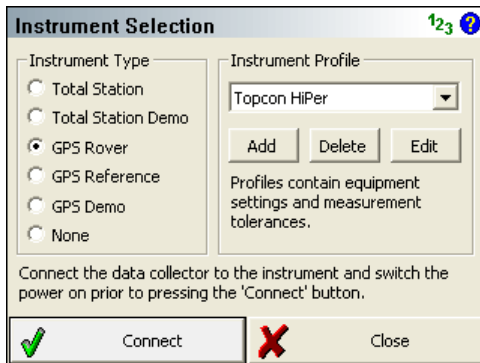 Instrument Selection
123
?
Instrument Type
Total Station
Total Station Demo
GPS Rover
GPS Reference
GPS Demo
None
Instrument Profile
Topcon HiPer
Add
Delete
Edit
Profiles contain equipment
settings and measurement
tolerances.
Connect the data collector to the instrument and switch the
power on prior to pressing the 'Connect' button.
Connect
Close